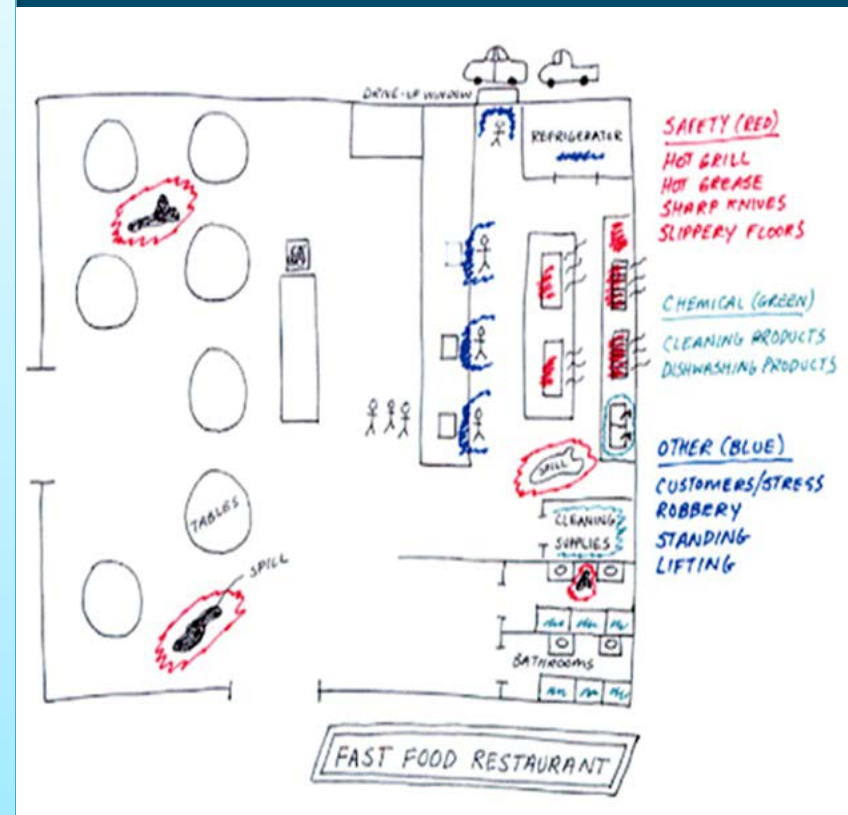 DRIVE-UP WINDOW
REFRIGERATOR
SAFETY (RED)
HOT GRILL
HOT GREASE
SHARP KNIVES
SLIPPERY FLOORS
CHEMICAL (GREEN)
CLEANING PRODUCTS
DISHWASHING PRODUCTS
OTHER (BLUE)
CUSTOMERS/STRESS
ROBBERY
STANDING
LIFTING
SPILL
TABLES
CLEANING
SUPPLIES
SPILL
BATHROOMS
FAST FOOD RESTAURANT